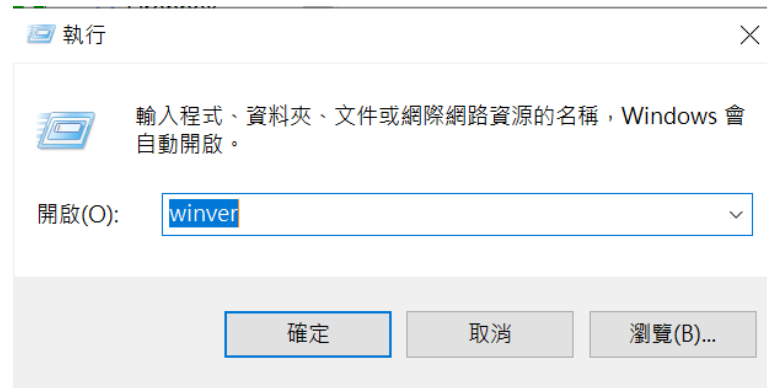 執行
輸入程式、資料夾、文件或網際網路資源的名稱，Windows 會
自動開啟。
開啟(O):
winver
確定
取消
瀏覽(B)...